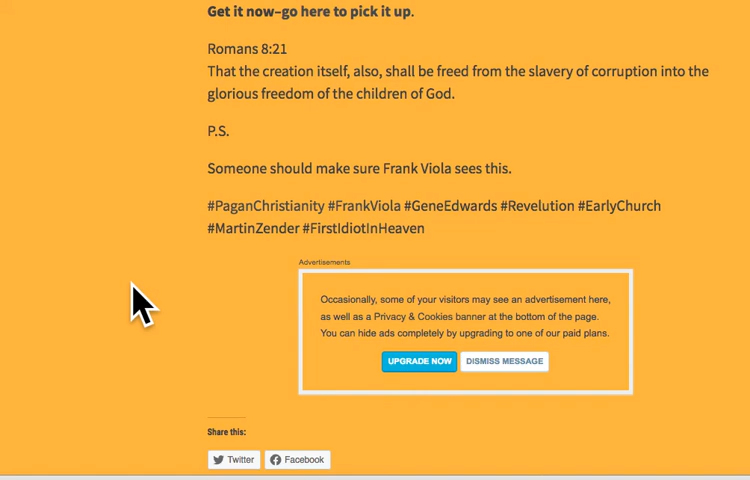 Get it now–go here to pick it up.
Romans 8:21
That the creation itself, also, shall be freed from the slavery of corruption into the
glorious freedom of the children of God.
P.S.
Someone should make sure Frank Viola sees this.
#PaganChristianity #FrankViola #GeneEdwards #Revelution #EarlyChurch
#MartinZender #FirstIdiotInHeaven
Advertisements
Occasionally, some of your visitors may see an advertisement here,
as well as a Privacy & Cookies banner at the bottom of the page.
You can hide ads completely by upgrading to one of our paid plans.
UPGRADE NOW DISMISS MESSAGE
Share this:
Twitter Facebook